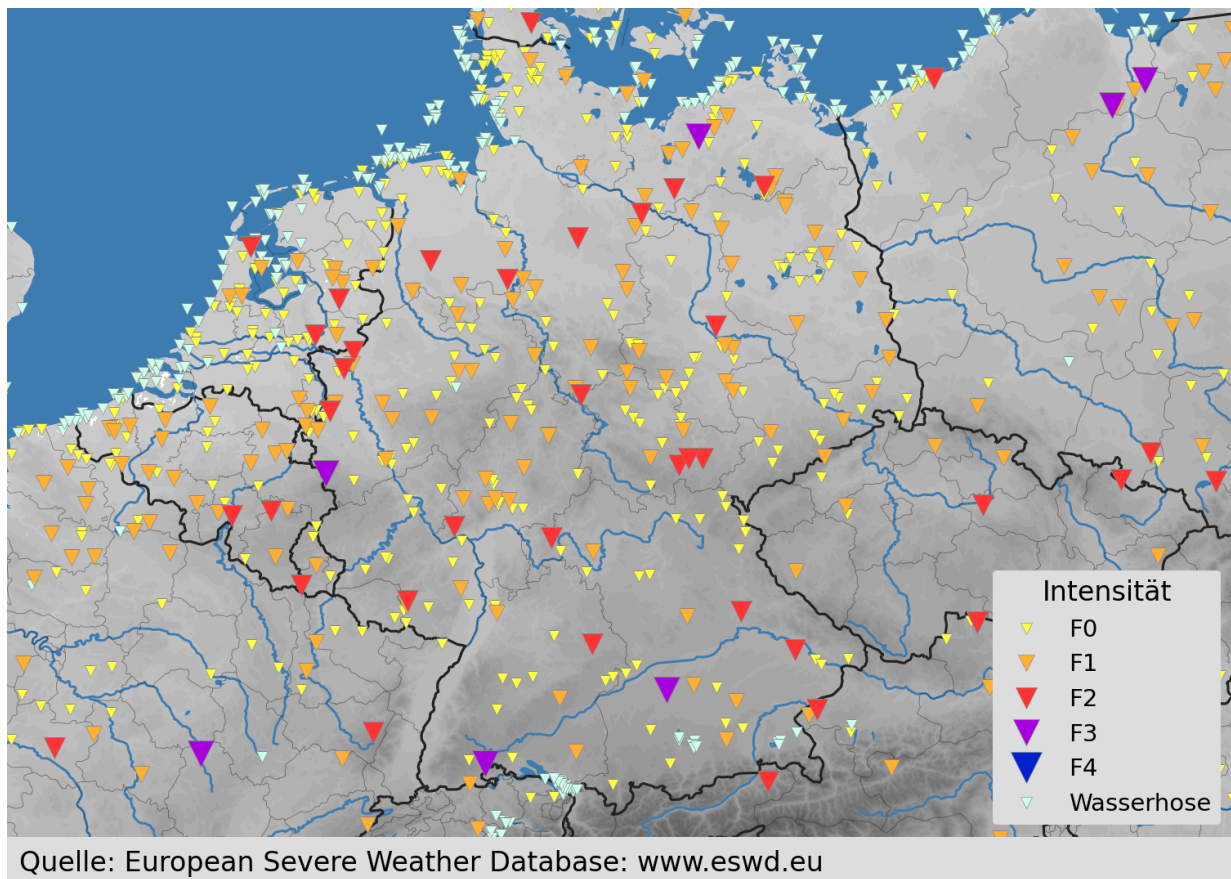 Intensität
F0
F1
F2
F3
F4
Wasserhose
Quelle: European Severe Weather Database: www.eswd.eu